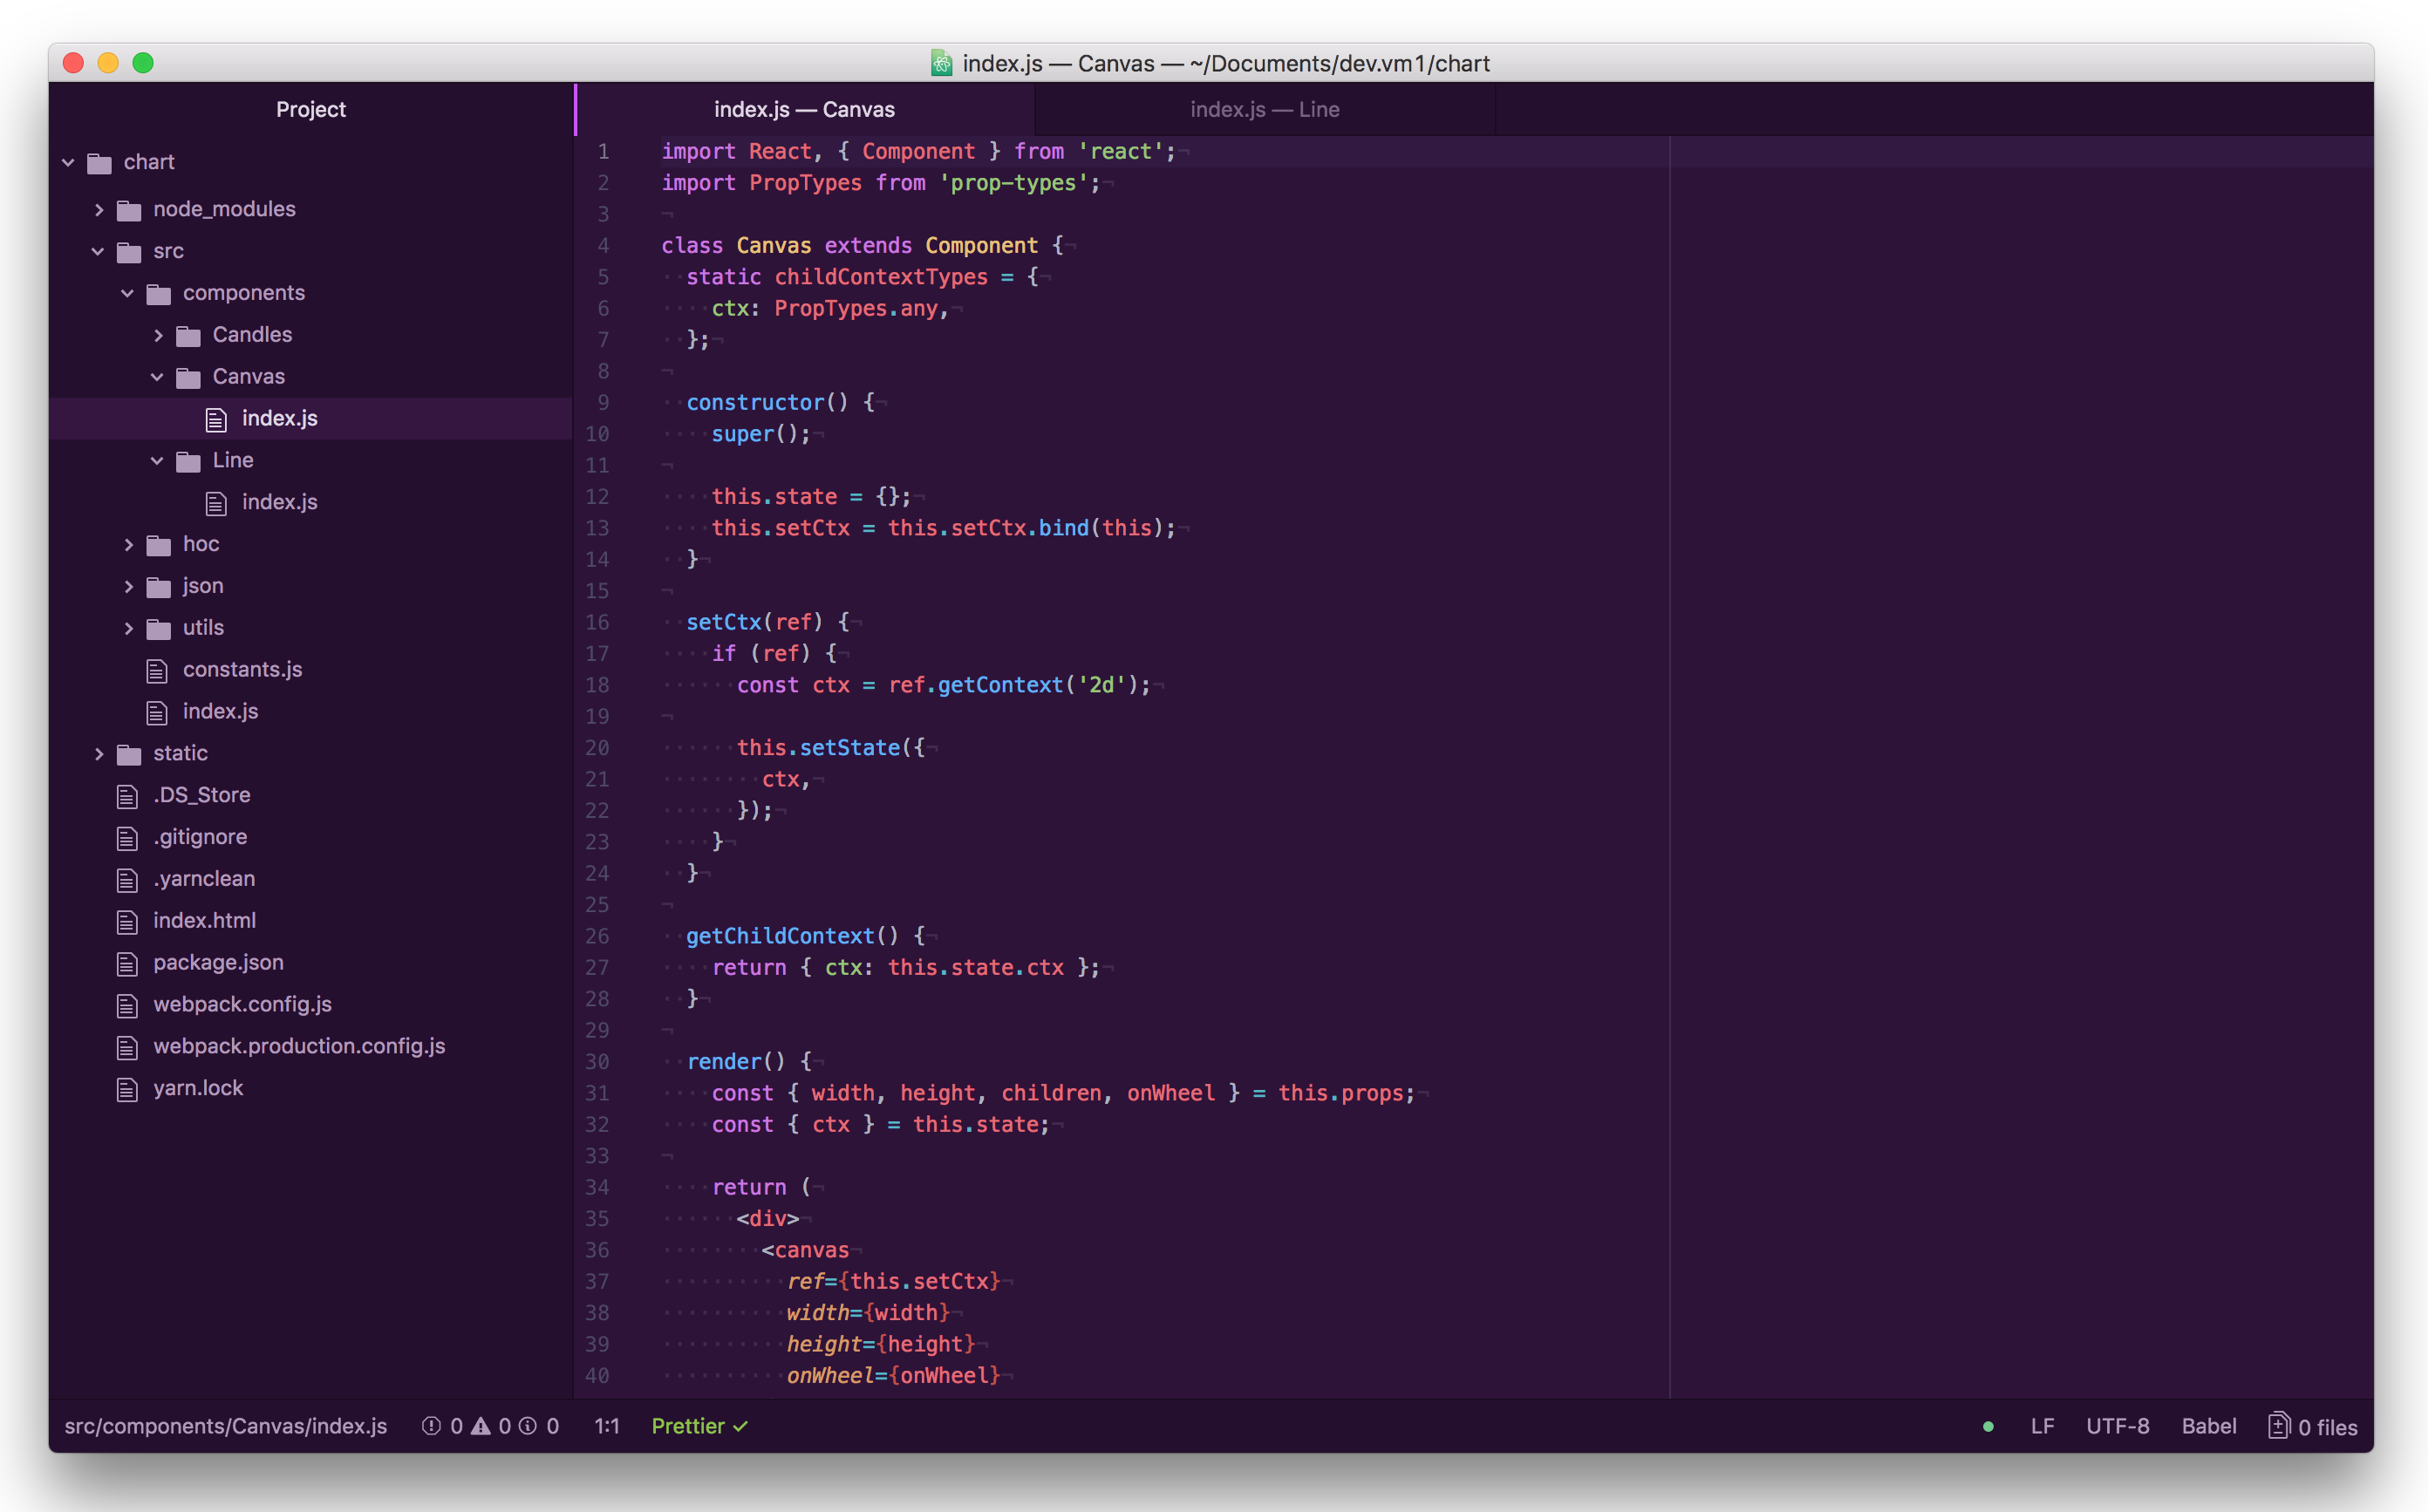 index.js — Canvas — ~/Documents/dev.vm1/chart
Project
chart
node_modules
src
components
Candles
Canvas
index.js
Line
index.js
hoc
json
utils
constants.js
index.js
static
.DS_Store
.gitignore
.yarnclean
index.html
package.json
webpack.config.js
webpack.production.config.js
yarn.lock
index.js — Canvas
index.js — Line
1 import React, { Component } from 'react';¬
2 import PropTypes from 'prop-types';¬
3 ¬
4 class Canvas extends Component {¬
5 ··static childContextTypes = {¬
6 ····ctx: PropTypes.any,¬
7 ··};¬
8 ¬
9 ··constructor() {¬
10 ····super();¬
11 ¬
12 ····this.state = {};¬
13 ····this.setCtx = this.setCtx.bind(this);¬
14 ··}¬
15 ¬
16 ··setCtx(ref) {¬
17 ····if (ref) {¬
18 ······const ctx = ref.getContext('2d');¬
19 ¬
20 ······this.setState({¬
21 ········ctx,¬
22 ······});¬
23 ····}¬
24 ··}¬
25 ¬
26 ··getChildContext() {¬
27 ····return { ctx: this.state.ctx };¬
28 ··}¬
29 ¬
30 ··render() {¬
31 ····const { width, height, children, onWheel } = this.props;¬
32 ····const { ctx } = this.state;¬
33 ¬
34 ····return (¬
35 ······<div>¬
36 ········<canvas¬
37 ··········ref={this.setCtx}¬
38 ··········width={width}¬
39 ··········height={height}¬
40 ··········onWheel={onWheel}¬
src/components/Canvas/index.js 0 0 0 1:1 Prettier ✓ LF UTF-8 Babel 0 files